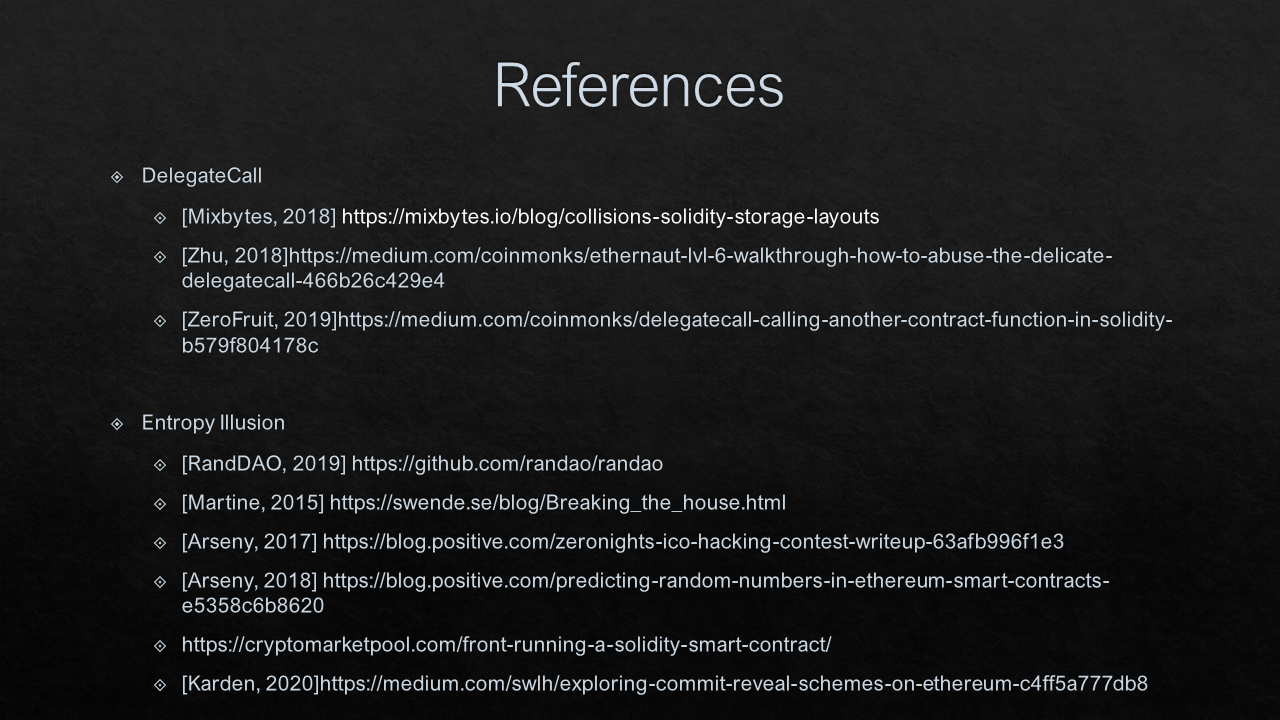 References
DelegateCall
[Mixbytes, 2018] https://mixbytes.io/blog/collisions-solidity-storage-layouts
[Zhu, 2018]https://medium.com/coinmonks/ethernaut-lvl-6-walkthrough-how-to-abuse-the-delicate-
delegatecall-466b26c429e4
[ZeroFruit, 2019]https://medium.com/coinmonks/delegatecall-calling-another-contract-function-in-solidity-
b579f804178c
Entropy Illusion
[RandDAO, 2019] https://github.com/randao/randao
[Martine, 2015] https://swende.se/blog/Breaking_the_house.html
[Arseny, 2017] https://blog.positive.com/zeronights-ico-hacking-contest-writeup-63afb996f1e3
[Arseny, 2018] https://blog.positive.com/predicting-random-numbers-in-ethereum-smart-contracts-
e5358c6b8620
https://cryptomarketpool.com/front-running-a-solidity-smart-contract/
[Karden, 2020]https://medium.com/swlh/exploring-commit-reveal-schemes-on-ethereum-c4ff5a777db8